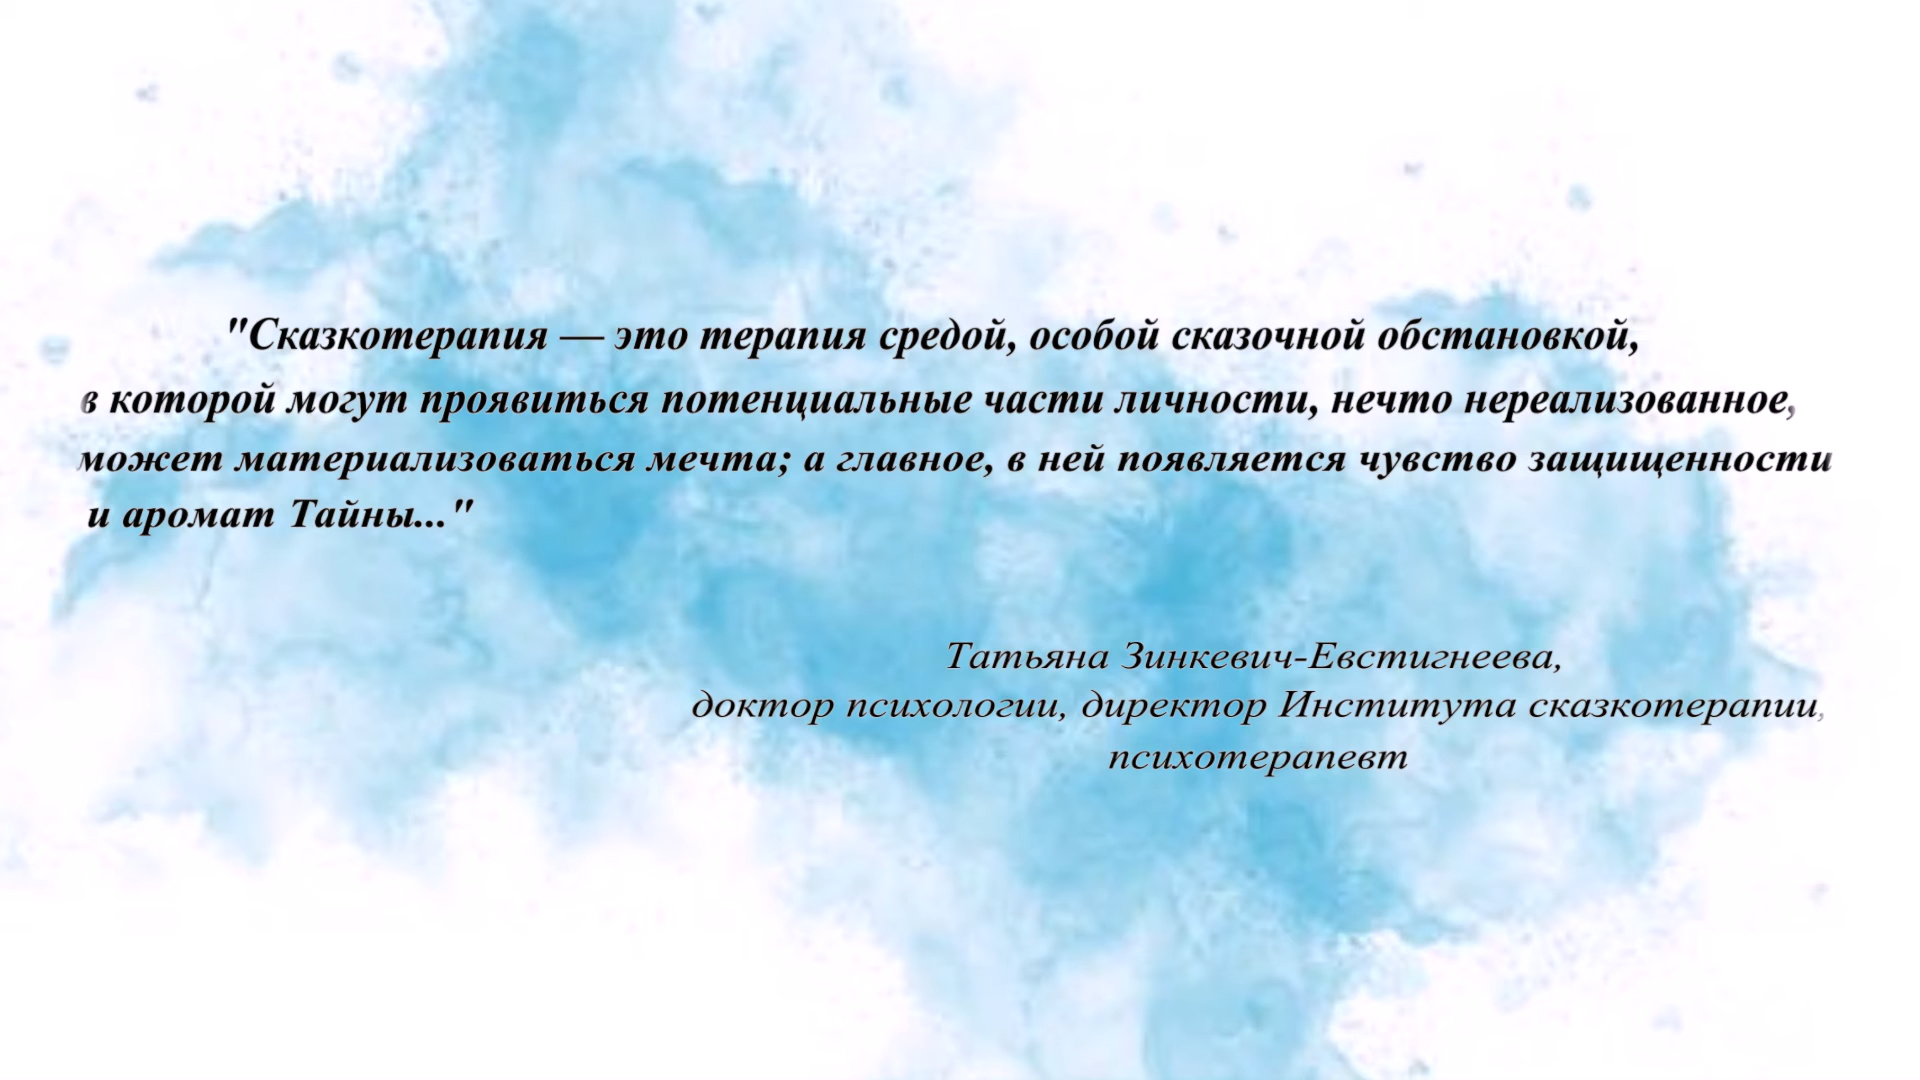 "Сказкотерапия — это терапия средой, особой сказочной обстановкой,
в которой могут проявиться потенциальные части личности, нечто нереализованное,
может материализоваться мечта; а главное, в ней появляется чувство защищенности
и аромат Тайны..."
Татьяна Зинкевич-Евстигнеева,
доктор психологии, директор Института сказкотерапии,
психотерапевт